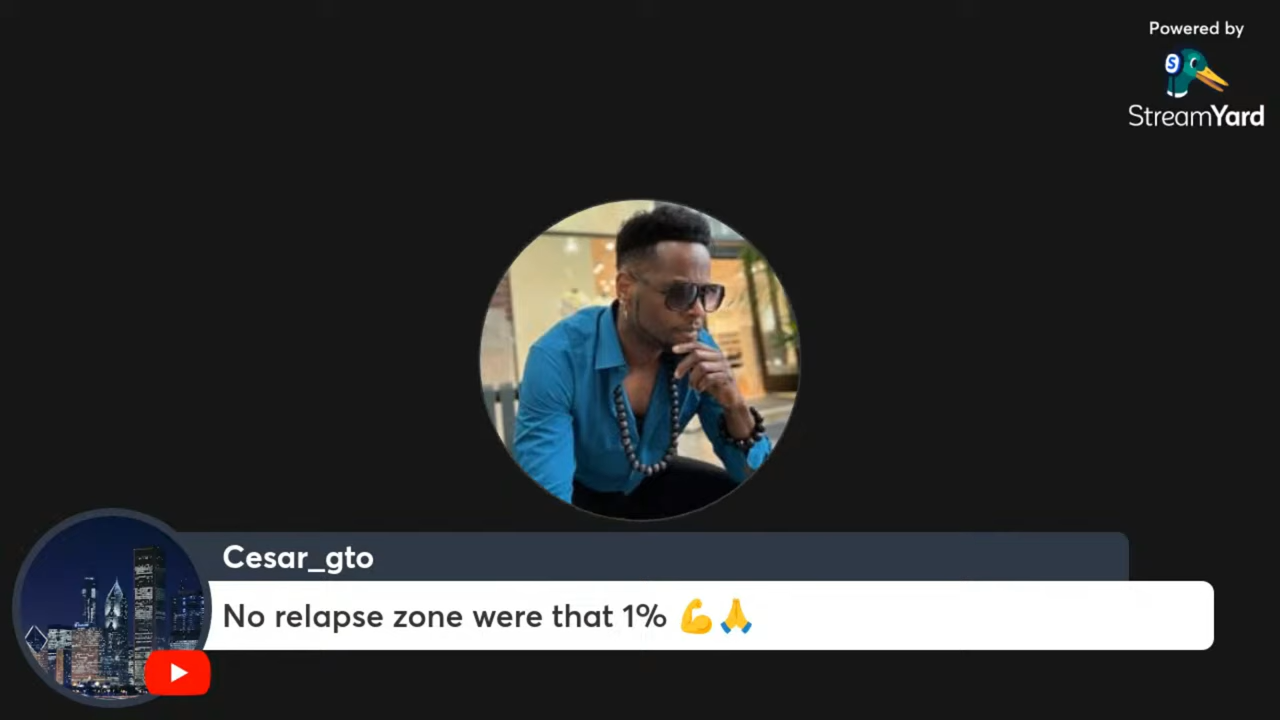 Powered by
S
StreamYard
Cesar_gto
No relapse zone were that 1% 💪🙏